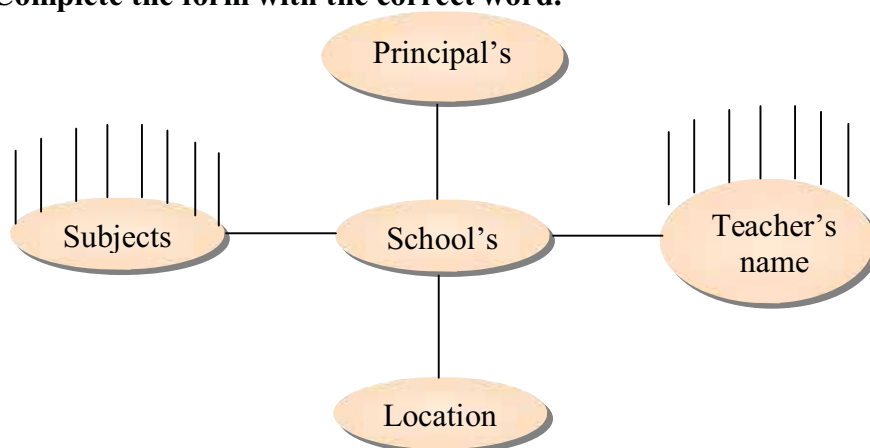 Complete the form with the correct word.
Principal's
Subjects
School's
Teacher's
name
Location